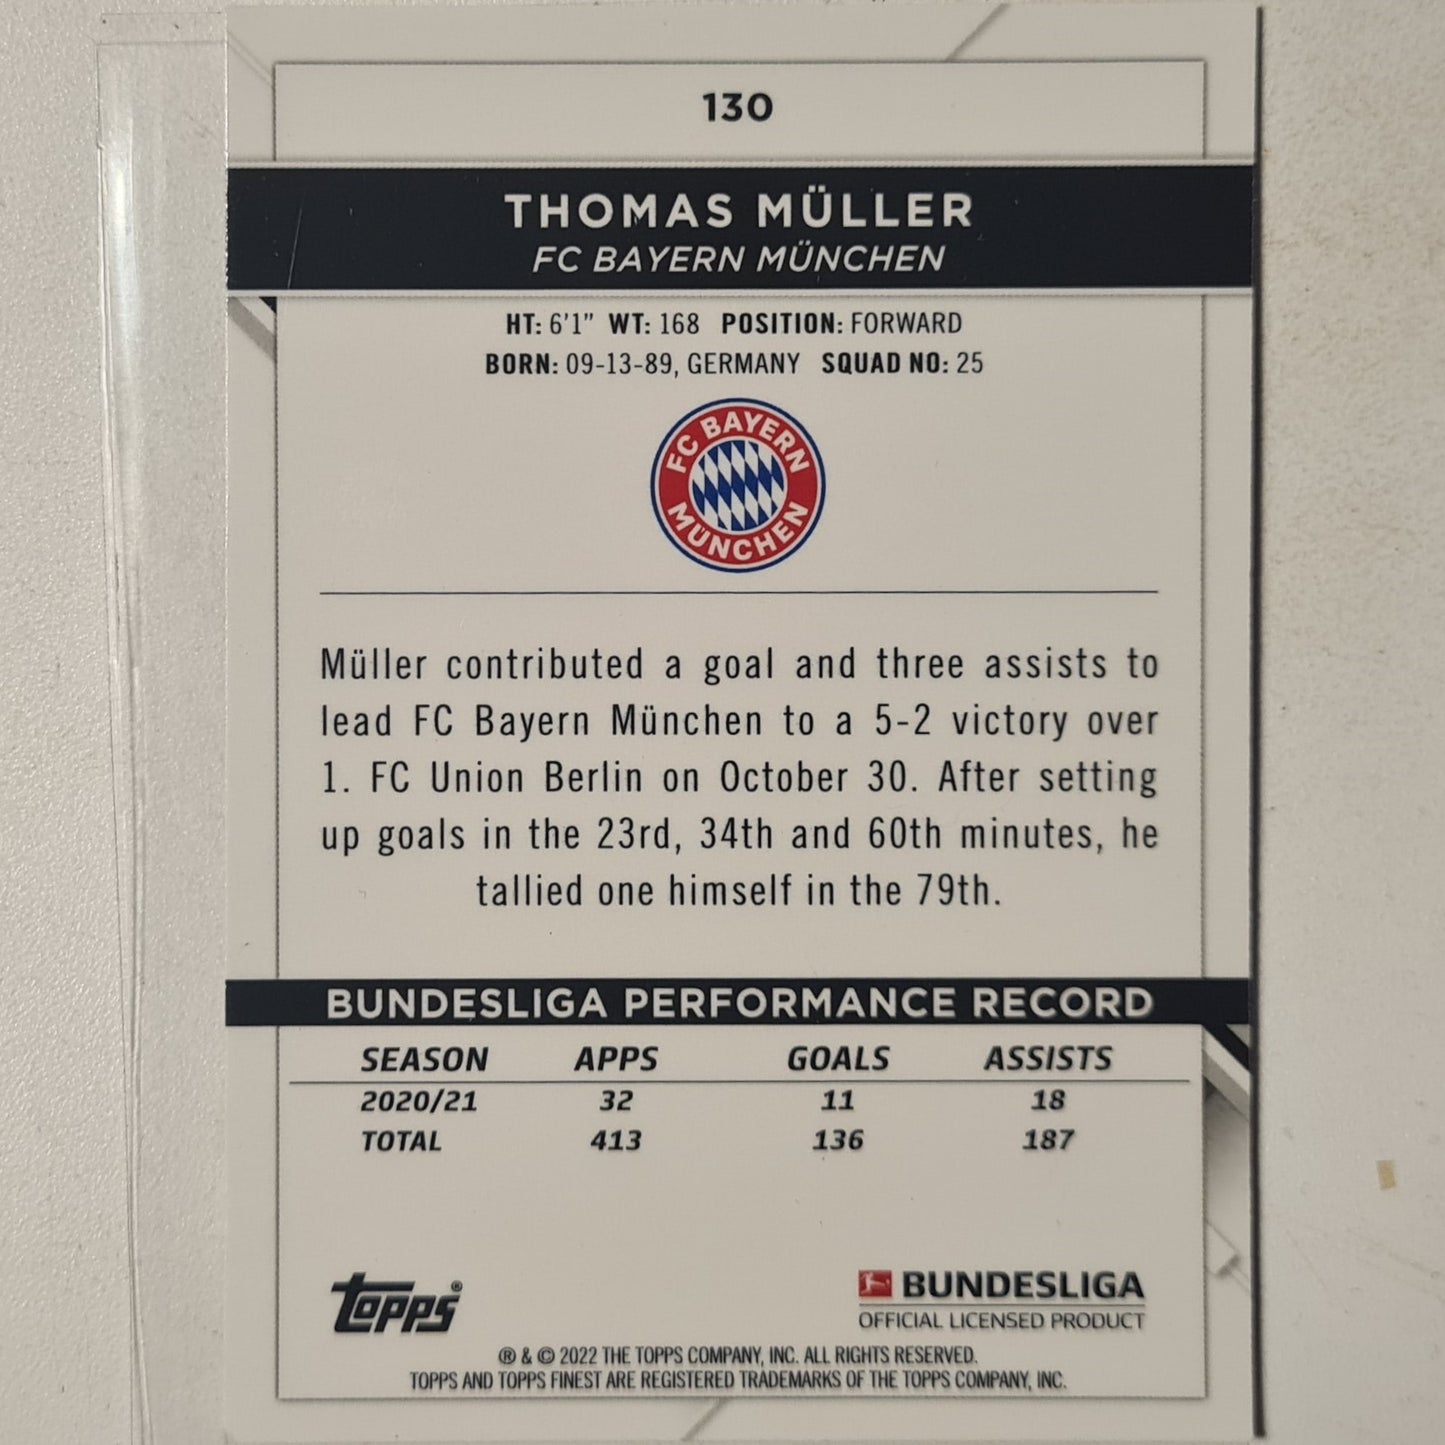 130
THOMAS MÜLLER
FC BAYERN MÜNCHEN
HT: 6'1" WT: 168 POSITION: FORWARD
BORN: 09-13-89, GERMANY SQUAD NO: 25
FC BAYERN
MÜNCHEN
Müller contributed a goal and three assists to
lead FC Bayern München to a 5-2 victory over
1. FC Union Berlin on October 30. After setting
up goals in the 23rd, 34th and 60th minutes, he
tallied one himself in the 79th.
BUNDESLIGA PERFORMANCE RECORD
SEASON APPS GOALS ASSISTS
2020/21 32 11 18
TOTAL 413 136 187
topps®
BUNDESLIGA
OFFICIAL LICENSED PRODUCT
® & © 2022 THE TOPPS COMPANY, INC. ALL RIGHTS RESERVED.
TOPPS AND TOPPS FINEST ARE REGISTERED TRADEMARKS OF THE TOPPS COMPANY, INC.